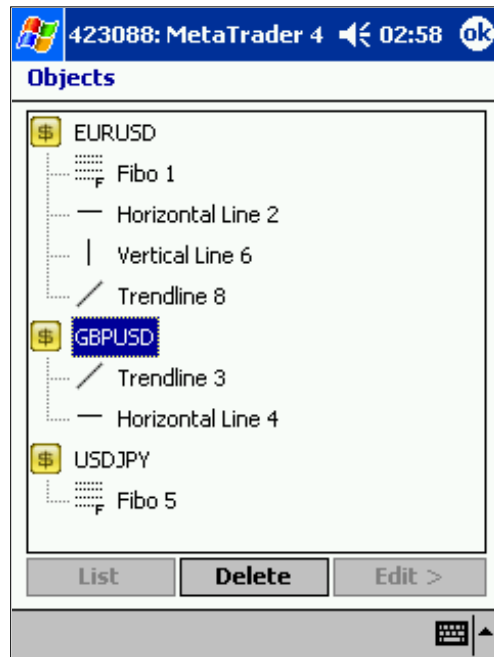 423088: MetaTrader 4 02:58 ok
Objects
$ EURUSD
F Fibo 1
Horizontal Line 2
Vertical Line 6
Trendline 8
$ GBPUSD
Trendline 3
Horizontal Line 4
$ USDJPY
F Fibo 5
List Delete Edit >